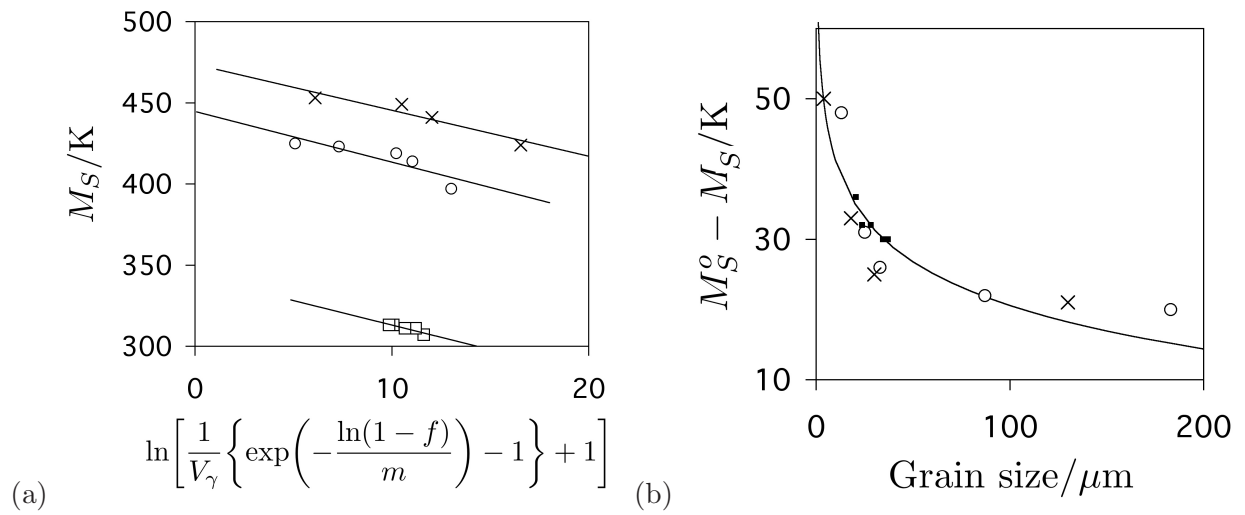 500
450
400
350
300
M_S/K
0 10 20
ln[1/V_γ {exp(−ln(1 − f)/m) − 1} + 1]
(a)
50
30
10
M_S^o − M_S/K
0 100 200
Grain size/μm
(b)